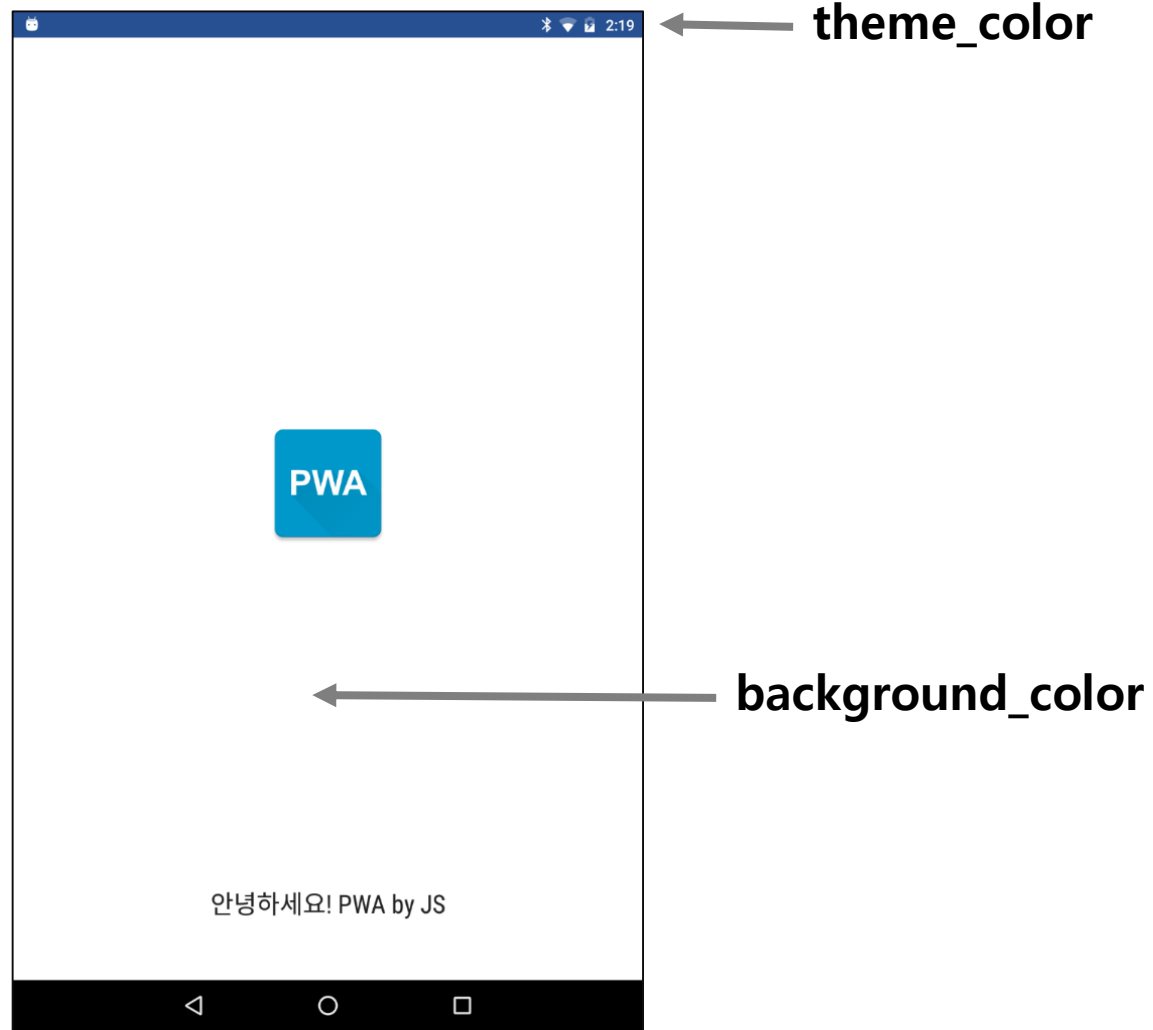 2:19
theme_color
PWA
background_color
안녕하세요! PWA by JS